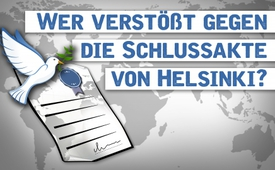 WER VERSTÖẞT GEGEN
DIE SCHLUSSAKTE
VON HELSINKI?